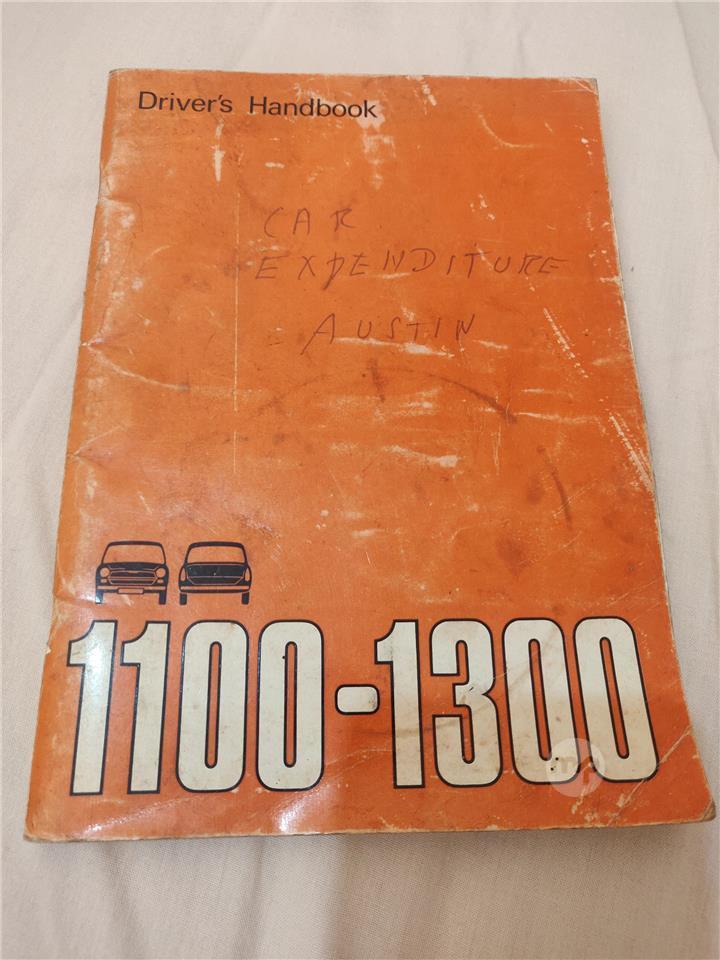 Driver's Handbook
CAR
EXPENDITURE
AUSTIN
1100-1300